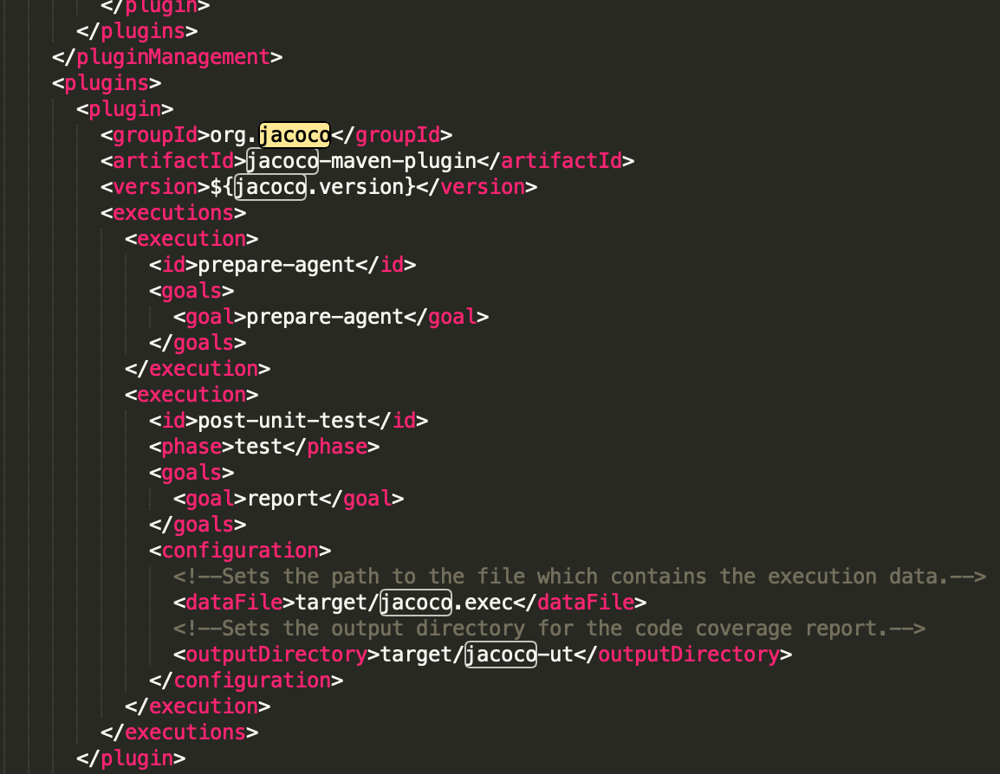 </plugin>
</plugins>
</pluginManagement>
<plugins>
<plugin>
<groupId>org.jacoco</groupId>
<artifactId>jacoco-maven-plugin</artifactId>
<version>${jacoco.version}</version>
<executions>
<execution>
<id>prepare-agent</id>
<goals>
<goal>prepare-agent</goal>
</goals>
</execution>
<execution>
<id>post-unit-test</id>
<phase>test</phase>
<goals>
<goal>report</goal>
</goals>
<configuration>
<!--Sets the path to the file which contains the execution data.-->
<dataFile>target/jacoco.exec</dataFile>
<!--Sets the output directory for the code coverage report.-->
<outputDirectory>target/jacoco-ut</outputDirectory>
</configuration>
</execution>
</executions>
</plugin>